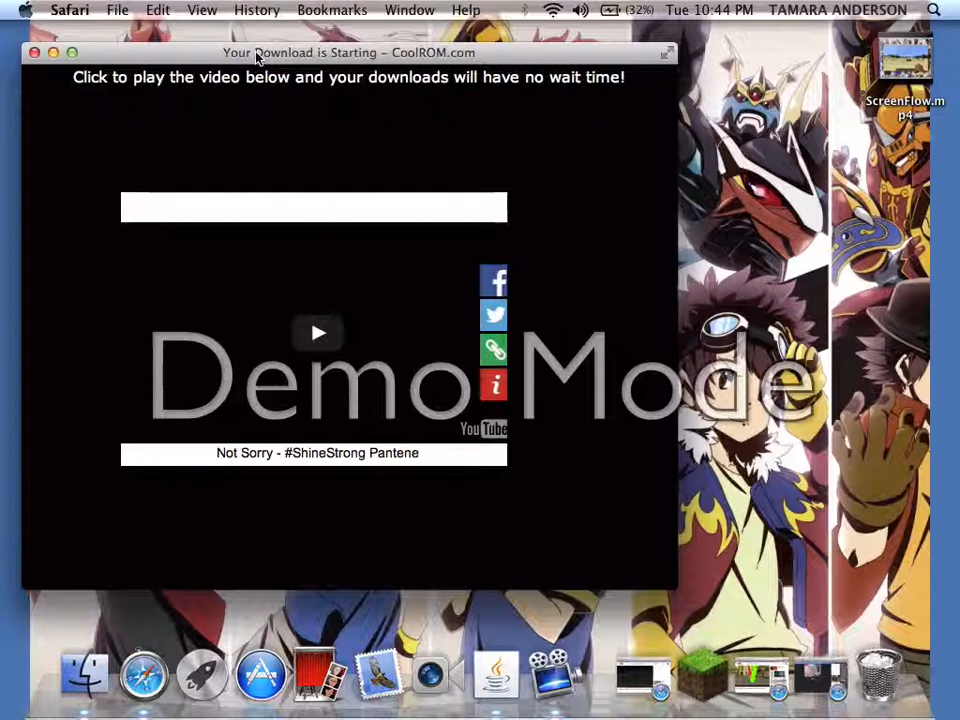 Safari File Edit View History Bookmarks Window Help (32%) Tue 10:44 PM TAMARA ANDERSON
Your Download is Starting – CoolROM.com
Click to play the video below and your downloads will have no wait time!
ScreenFlow.m
p4
Demo Mode
YouTube
Not Sorry - #ShineStrong Pantene